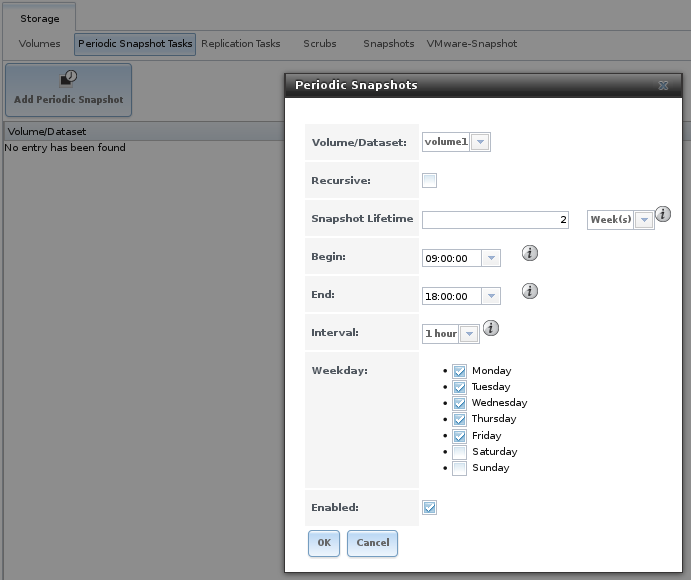 Storage
Volumes Periodic Snapshot Tasks Replication Tasks Scrubs Snapshots VMware-Snapshot
Add Periodic Snapshot
Volume/Dataset
No entry has been found
Periodic Snapshots
Volume/Dataset: volume1
Recursive:
Snapshot Lifetime 2 Week(s)
Begin: 09:00:00
End: 18:00:00
Interval: 1 hour
Weekday:
• Monday
• Tuesday
• Wednesday
• Thursday
• Friday
• Saturday
• Sunday
Enabled:
OK Cancel